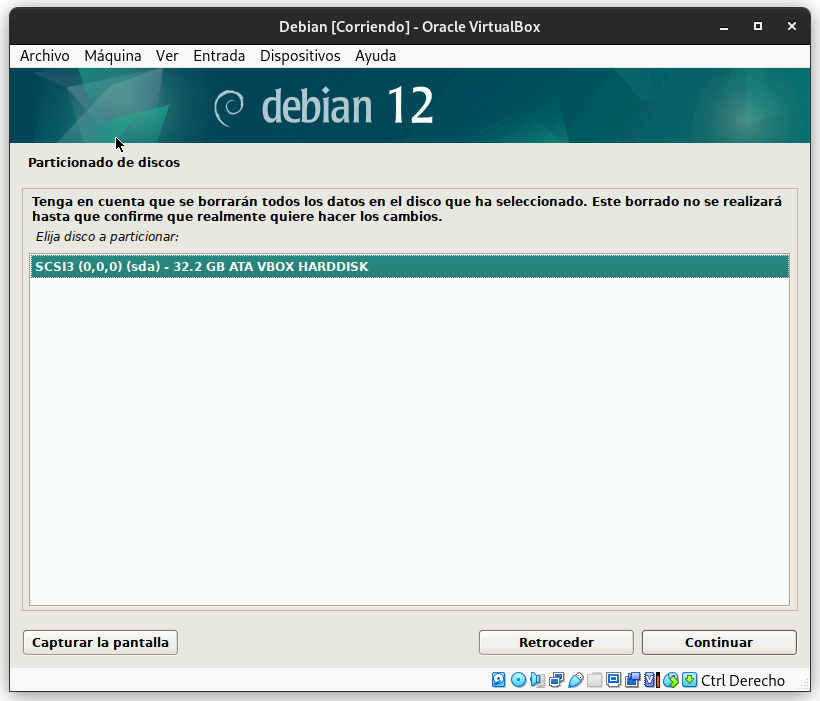 Debian [Corriendo] - Oracle VirtualBox
Archivo Máquina Ver Entrada Dispositivos Ayuda
debian 12
Particionado de discos
Tenga en cuenta que se borrarán todos los datos en el disco que ha seleccionado. Este borrado no se realizará
hasta que confirme que realmente quiere hacer los cambios.
Elija disco a particionar:
SCSI3 (0,0,0) (sda) - 32.2 GB ATA VBOX HARDDISK
Capturar la pantalla Retroceder Continuar
Ctrl Derecho